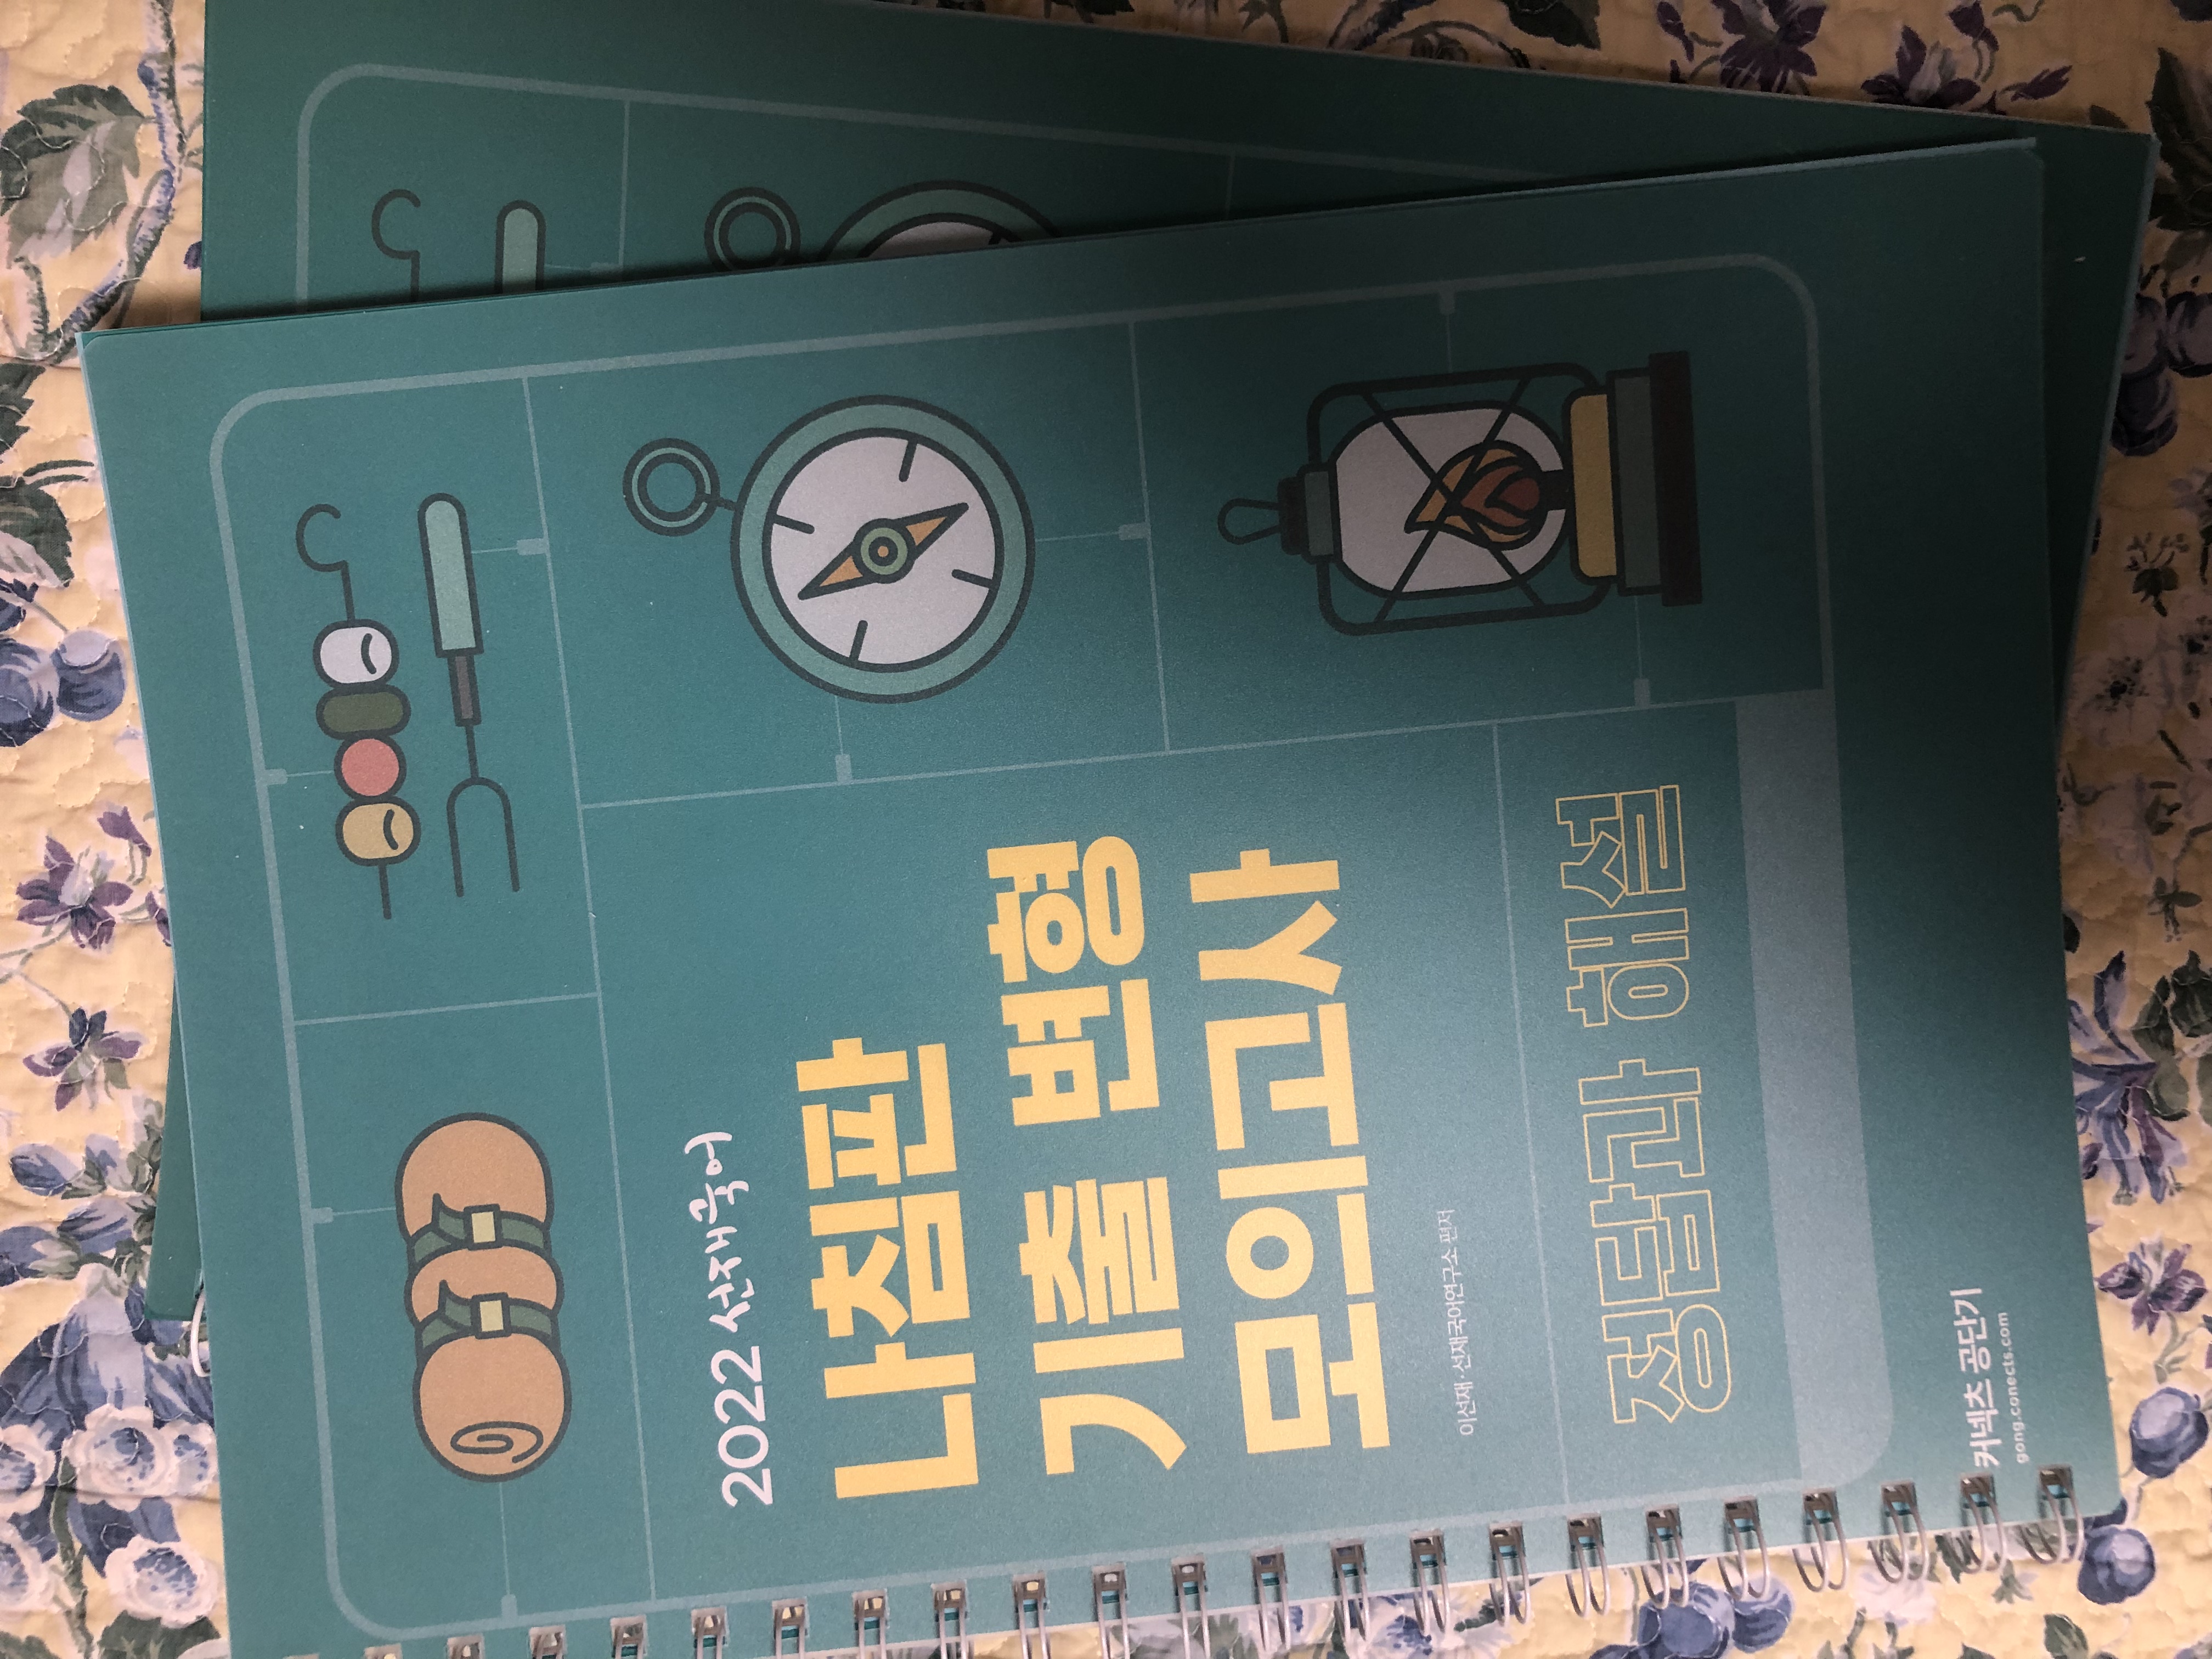 2022 선재국어
나침판
기출 변형
모의고사
이선재·선재국어연구소 편저
정답과 해설
커넥츠 공단기
gong.conects.com